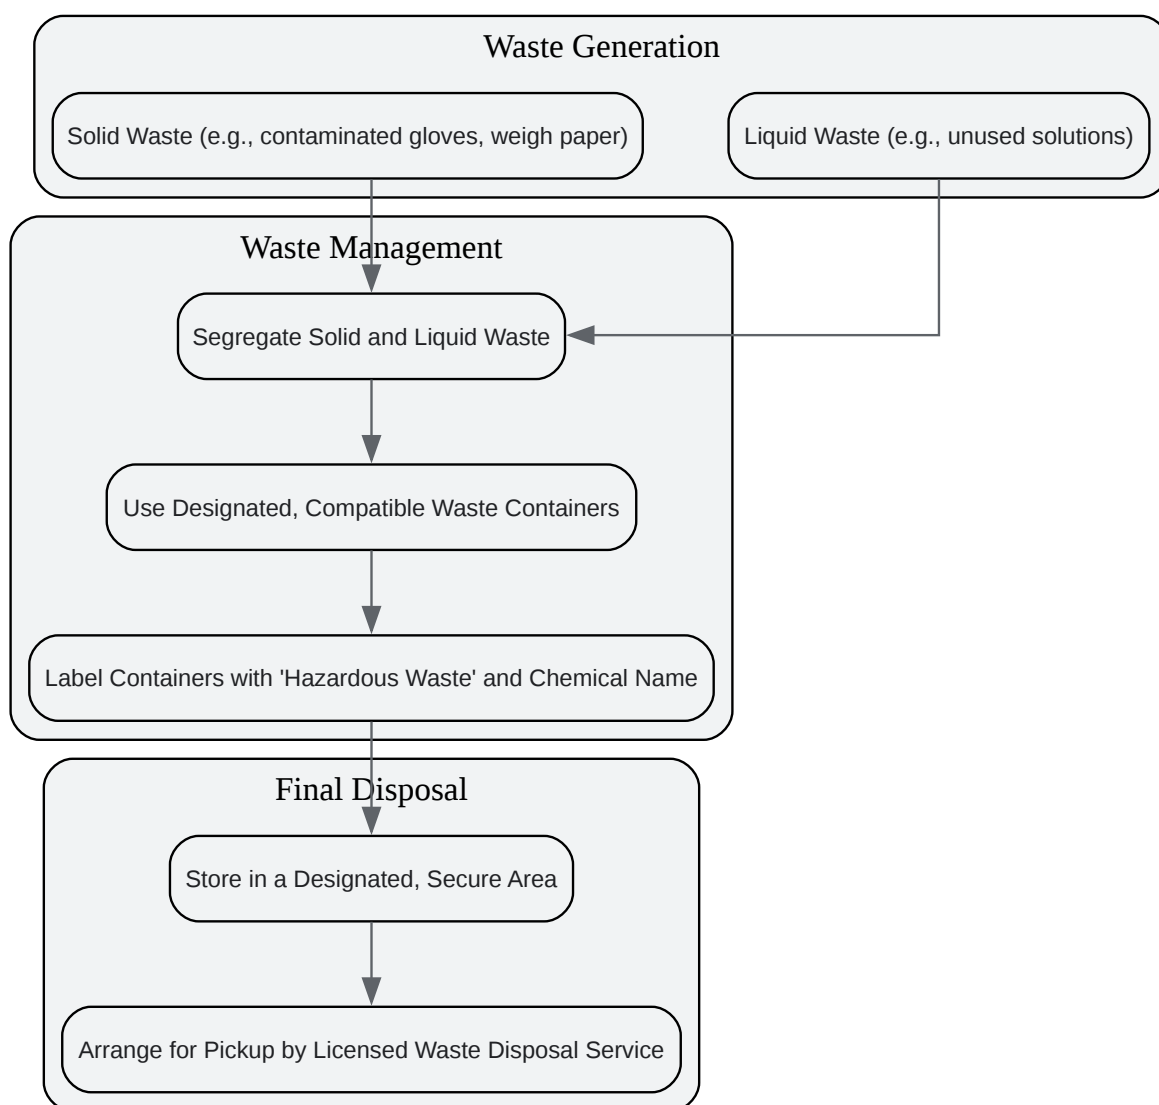 Waste Generation
Solid Waste (e.g., contaminated gloves, weigh paper)
Liquid Waste (e.g., unused solutions)
Waste Management
Segregate Solid and Liquid Waste
Use Designated, Compatible Waste Containers
Label Containers with 'Hazardous Waste' and Chemical Name
Final Disposal
Store in a Designated, Secure Area
Arrange for Pickup by Licensed Waste Disposal Service